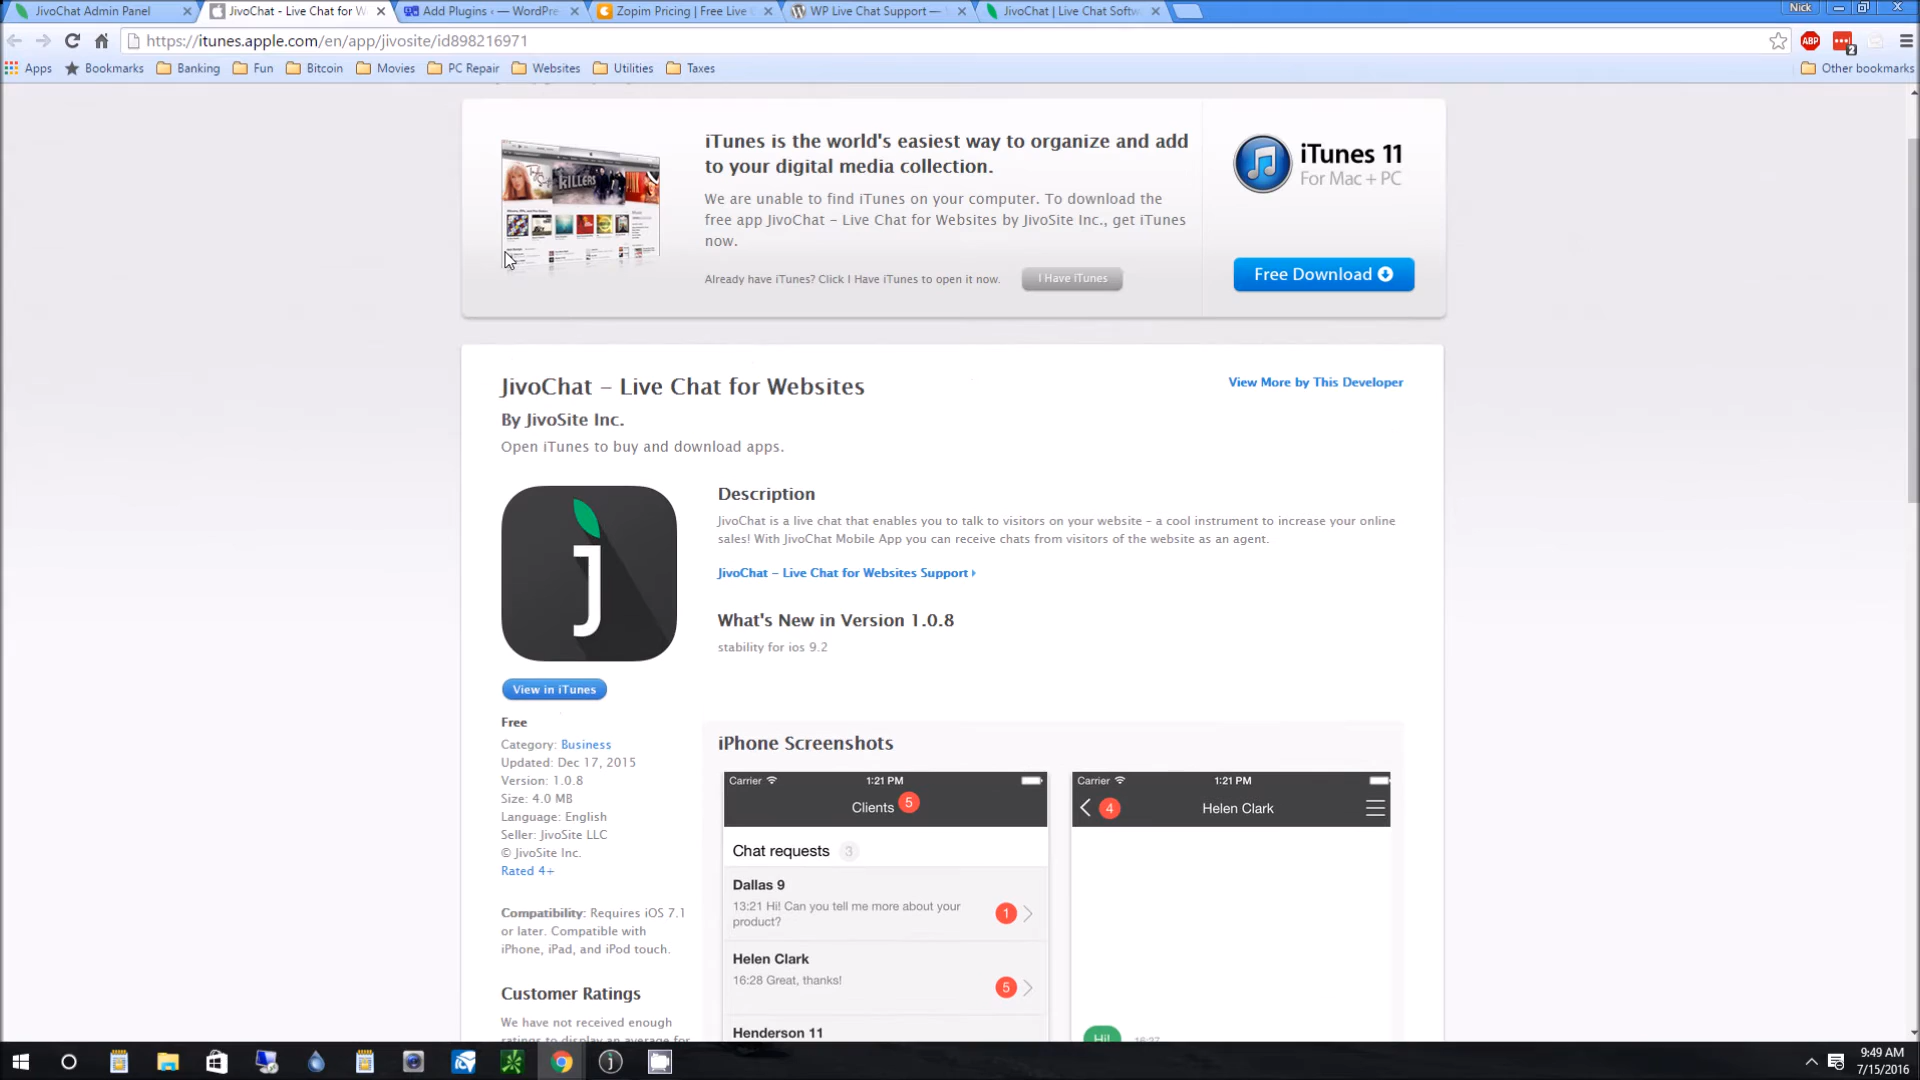 JivoChat Admin Panel
JivoChat - Live Chat for W
Add Plugins ‹ — WordPre
Zopim Pricing | Free Live
WP Live Chat Support —
JivoChat | Live Chat Softw
Nick
https://itunes.apple.com/en/app/jivosite/id898216971
ABP
2
Apps
Bookmarks
Banking
Fun
Bitcoin
Movies
PC Repair
Websites
Utilities
Taxes
Other bookmarks
KILLERS
iTunes is the world's easiest way to organize and add
to your digital media collection.
We are unable to find iTunes on your computer. To download the
free app JivoChat – Live Chat for Websites by JivoSite Inc., get iTunes
now.
Already have iTunes? Click I Have iTunes to open it now.
I Have iTunes
iTunes 11
For Mac + PC
Free Download
JivoChat – Live Chat for Websites
View More by This Developer
By JivoSite Inc.
Open iTunes to buy and download apps.
j
View in iTunes
Description
JivoChat is a live chat that enables you to talk to visitors on your website – a cool instrument to increase your online
sales! With JivoChat Mobile App you can receive chats from visitors of the website as an agent.
JivoChat – Live Chat for Websites Support
What's New in Version 1.0.8
stability for ios 9.2
Free
Category: Business
Updated: Dec 17, 2015
Version: 1.0.8
Size: 4.0 MB
Language: English
Seller: JivoSite LLC
© JivoSite Inc.
Rated 4+
Compatibility: Requires iOS 7.1
or later. Compatible with
iPhone, iPad, and iPod touch.
Customer Ratings
We have not received enough
ratings to display an average for
iPhone Screenshots
Carrier
1:21 PM
Clients
5
Chat requests
3
Dallas 9
13:21 Hi! Can you tell me more about your
product?
1
Helen Clark
16:28 Great, thanks!
5
Henderson 11
Carrier
1:21 PM
4
Helen Clark
Hi!
16:27
9:49 AM
7/15/2016